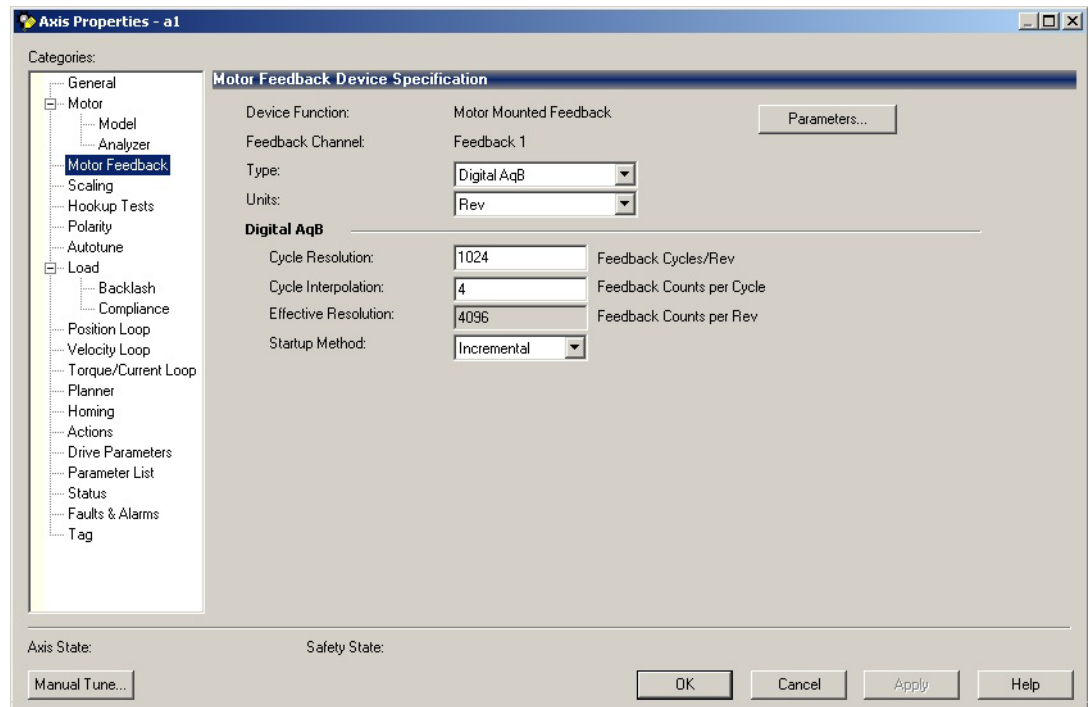 Axis Properties - a1
Categories:
General
Motor
Model
Analyzer
Motor Feedback
Scaling
Hookup Tests
Polarity
Autotune
Load
Backlash
Compliance
Position Loop
Velocity Loop
Torque/Current Loop
Planner
Homing
Actions
Drive Parameters
Parameter List
Status
Faults & Alarms
Tag
Motor Feedback Device Specification
Device Function: Motor Mounted Feedback Parameters...
Feedback Channel: Feedback 1
Type: Digital AqB
Units: Rev
Digital AqB
Cycle Resolution: 1024 Feedback Cycles/Rev
Cycle Interpolation: 4 Feedback Counts per Cycle
Effective Resolution: 4096 Feedback Counts per Rev
Startup Method: Incremental
Axis State: Safety State:
Manual Tune... OK Cancel Apply Help